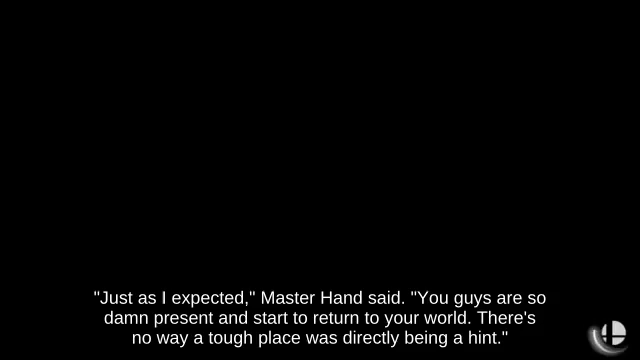 "Just as I expected," Master Hand said. "You guys are so
damn present and start to return to your world. There's
no way a tough place was directly being a hint."